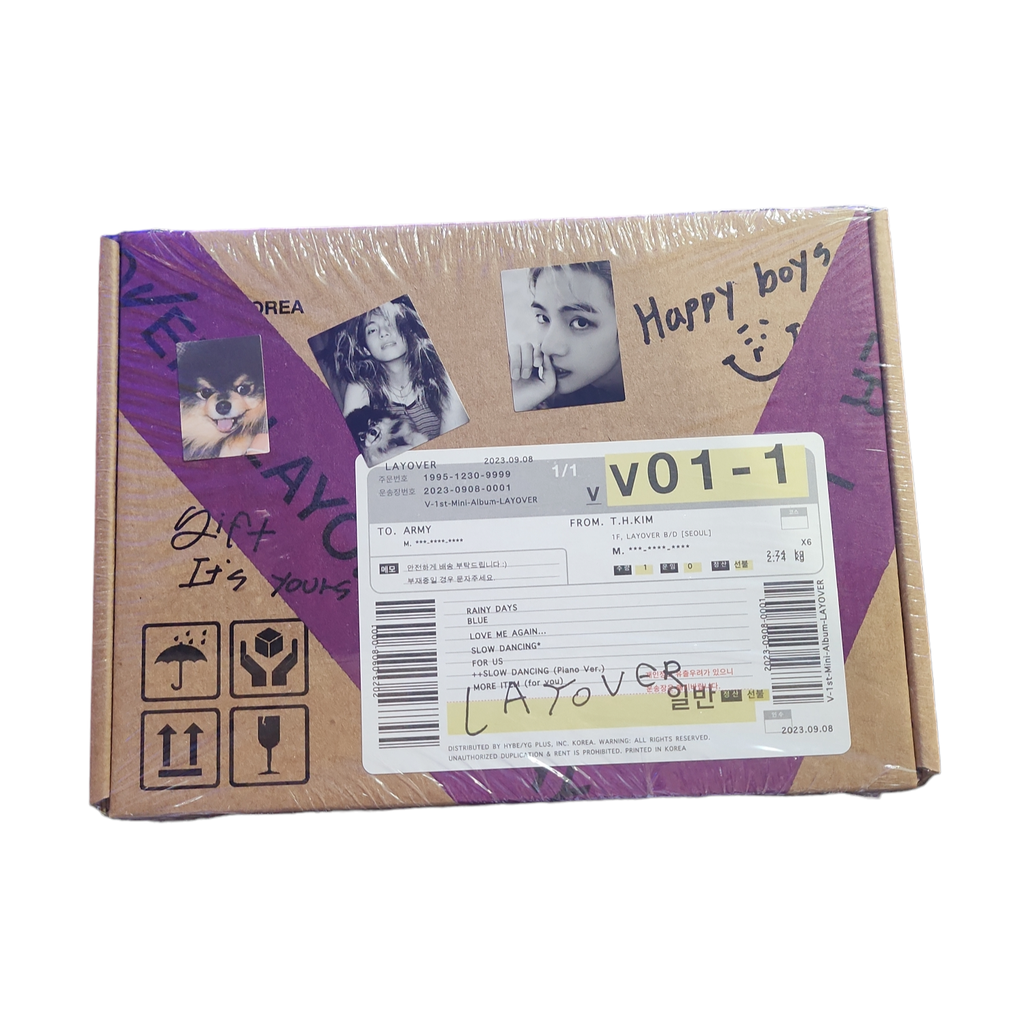 OREA
Happy boys
LAYO
Gift
It's yours
LAYOVER 2023.09.08
주문번호 1995-1230-9999
운송장번호 2023-0908-0001
V-1st-Mini-Album-LAYOVER
1/1
V v01-1
TO. ARMY
M. ***-****-****
FROM. T.H.KIM
1F, LAYOVER B/D [SEOUL]
M. ***-****-****
X6
2.74 kg
수량 1 운임 0 정산 선불
메모 안전하게 배송 부탁드립니다 :)
부재중일 경우 문자주세요.
2023-0908-0001
RAINY DAYS
BLUE
LOVE ME AGAIN...
SLOW DANCING*
FOR US
++SLOW DANCING (Piano Ver.)
MORE ITEM (for you)
LAYOVER
일반 정산 선불
2023-0908-0001
V-1st-Mini-Album-LAYOVER
2023.09.08
DISTRIBUTED BY HYBE/YG PLUS, INC. KOREA. WARNING: ALL RIGHTS RESERVED.
UNAUTHORIZED DUPLICATION & RENT IS PROHIBITED. PRINTED IN KOREA